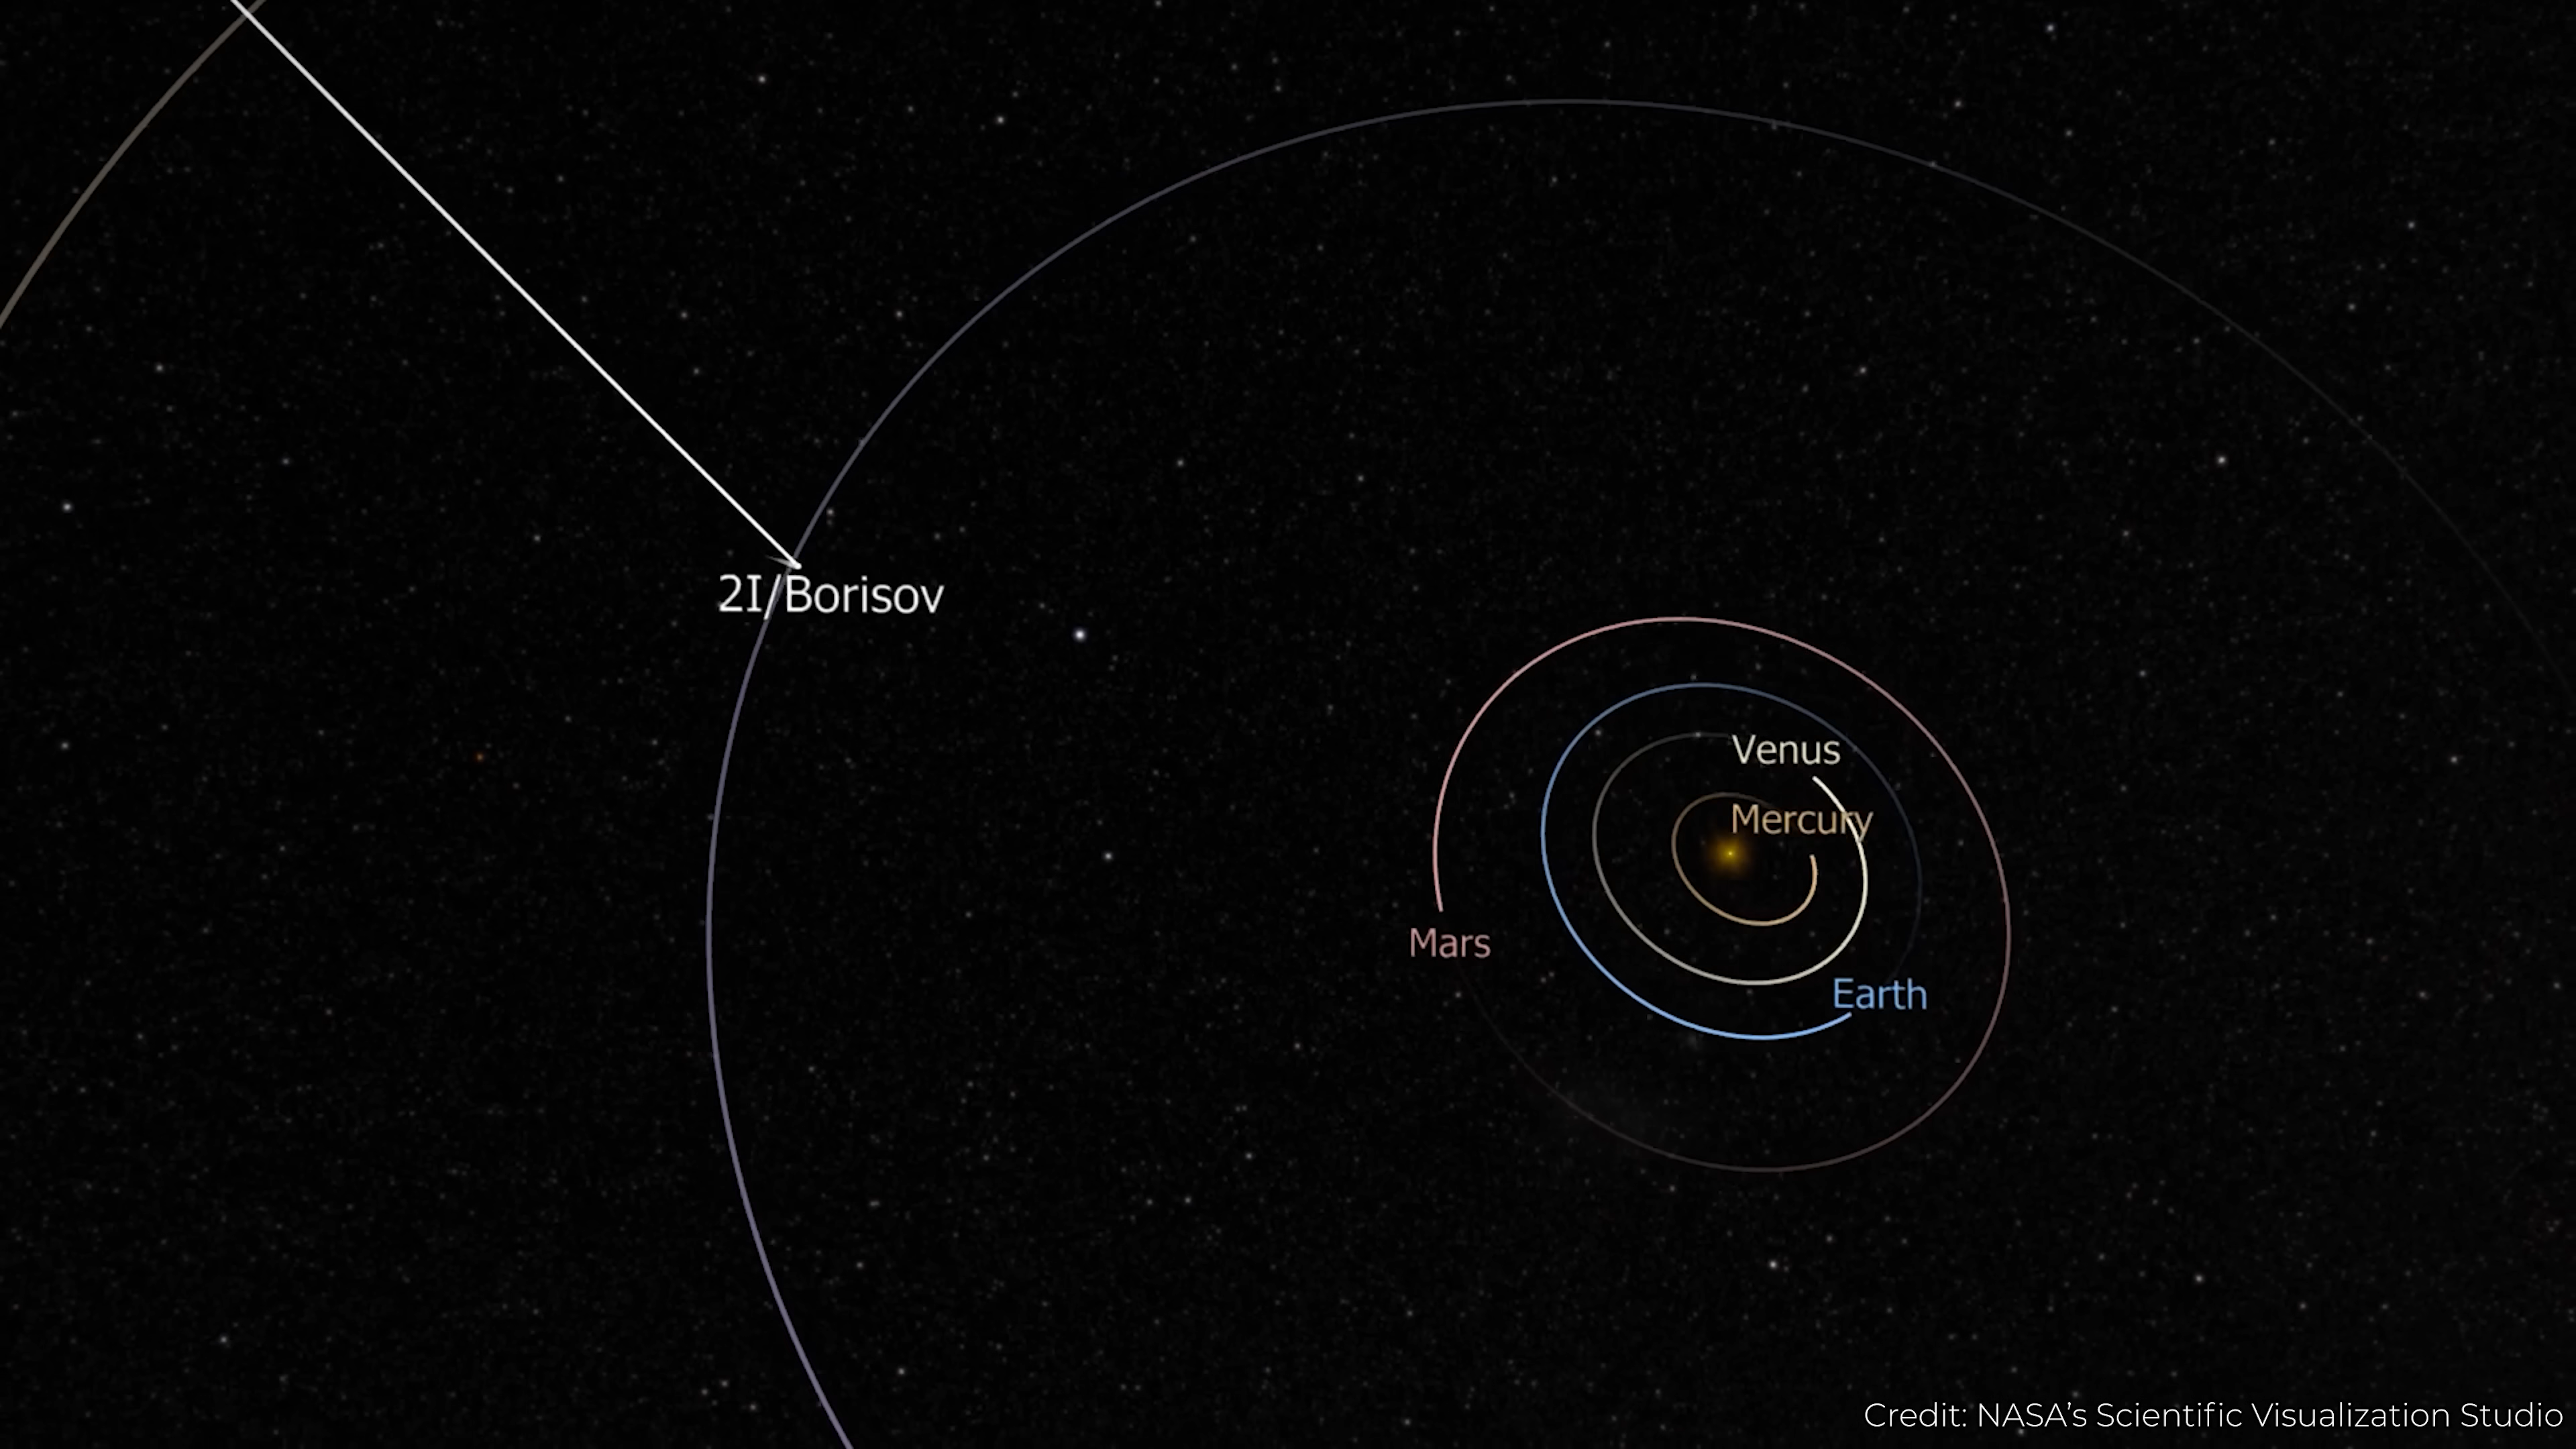 2I/Borisov
Venus
Mercury
Mars
Earth
Credit: NASA’s Scientific Visualization Studio